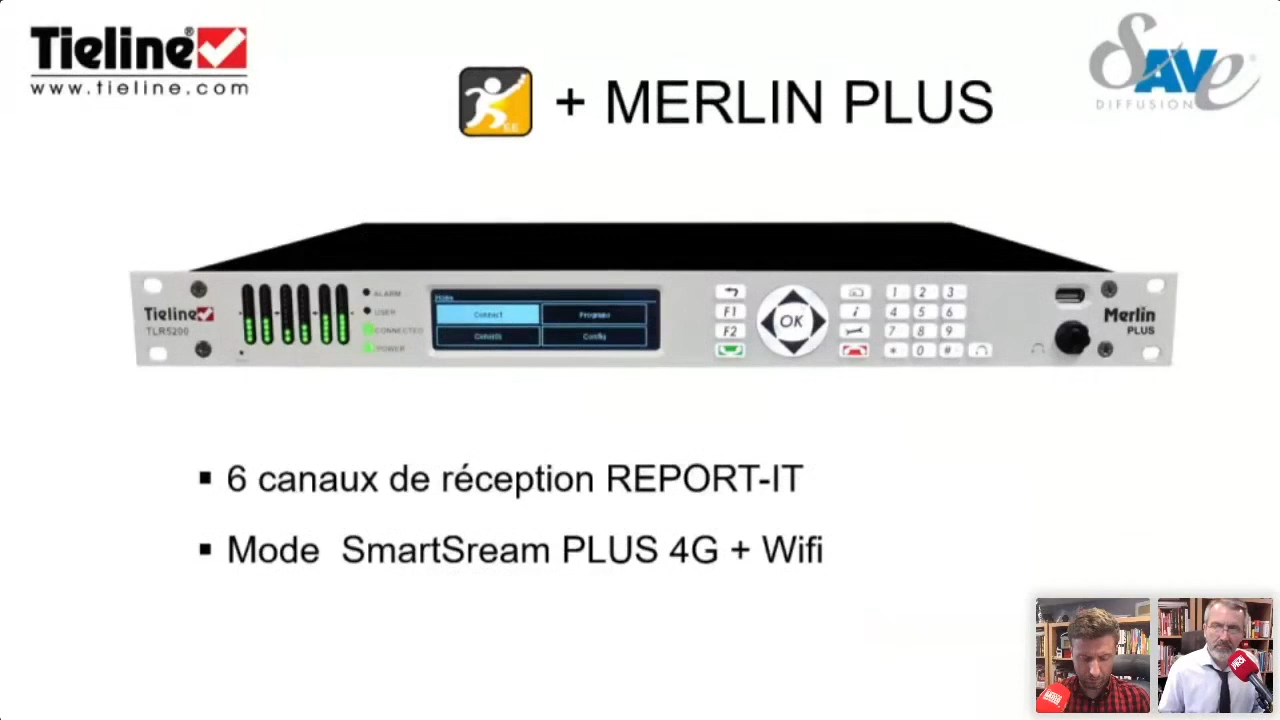 Tieline®
www.tieline.com
SAVE
DIFFUSION
+ MERLIN PLUS
Tieline
TLR5200
ALARM
USER
CONNECTED
POWER
Connect
Programs
Config
F1
F2
OK
i
1 2 3
4 5 6
7 8 9
* 0 #
Merlin
PLUS
▪ 6 canaux de réception REPORT-IT
▪ Mode SmartSream PLUS 4G + Wifi